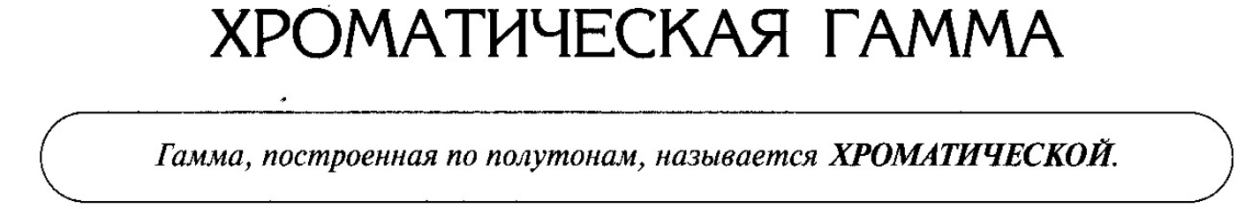 ХРОМАТИЧЕСКАЯ ГАММА
Гамма, построенная по полутонам, называется ХРОМАТИЧЕСКОЙ.